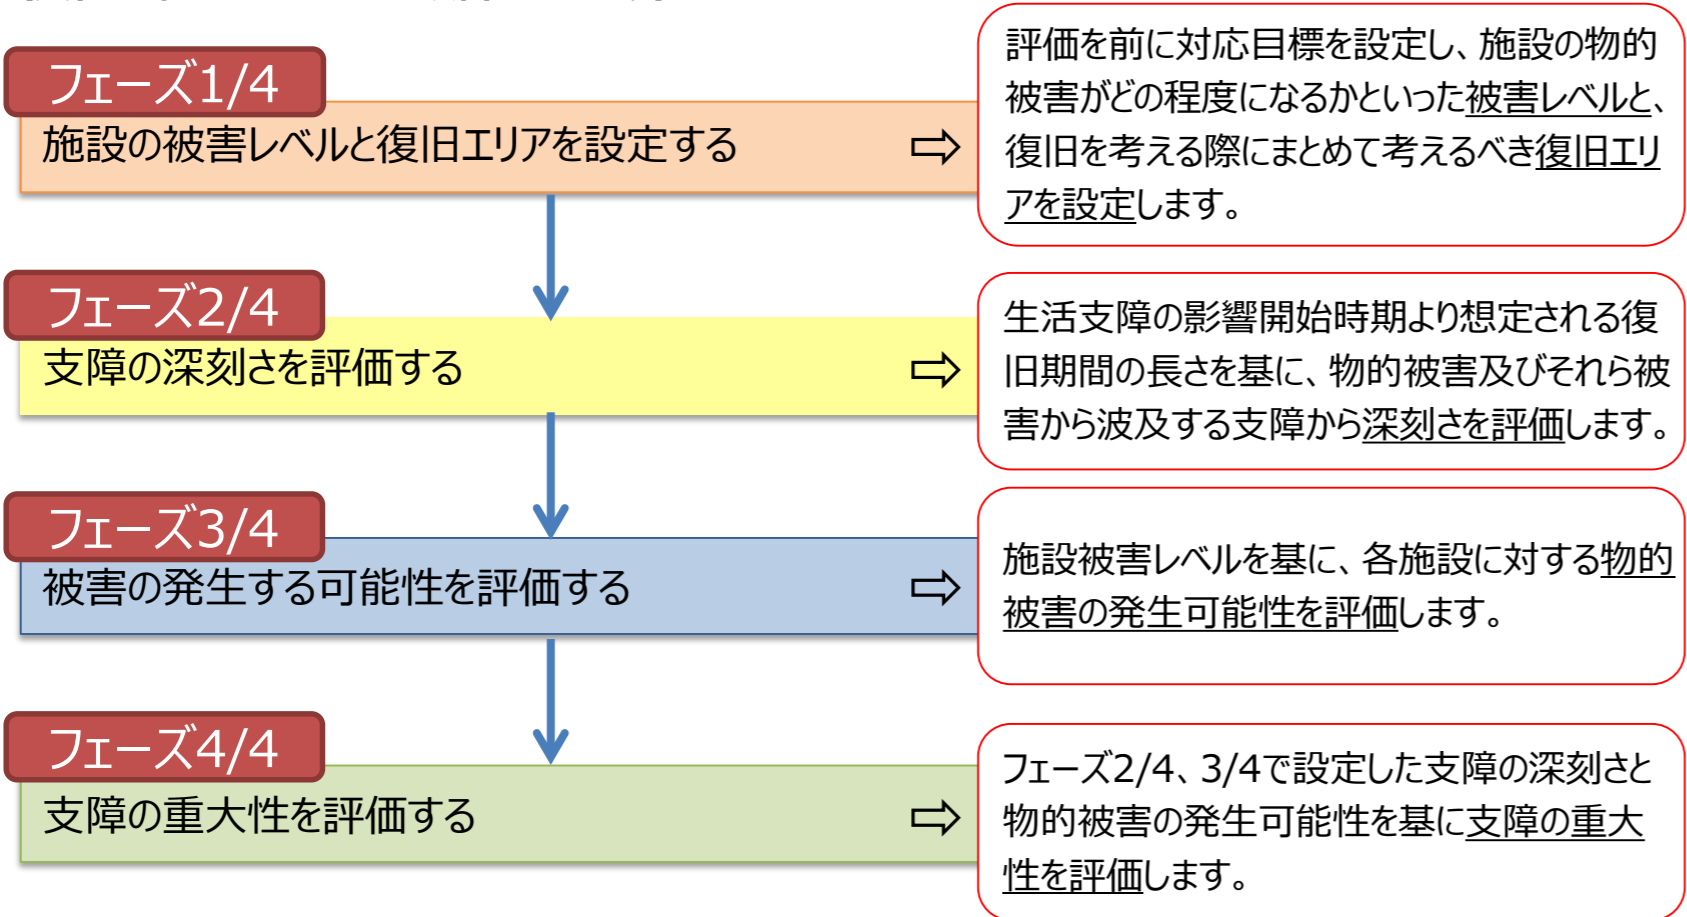 フェーズ1/4
施設の被害レベルと復旧エリアを設定する
⇨
評価を前に対応目標を設定し、施設の物的
被害がどの程度になるかといった被害レベルと、
復旧を考える際にまとめて考えるべき復旧エリ
アを設定します。
フェーズ2/4
支障の深刻さを評価する
⇨
生活支障の影響開始時期より想定される復
旧期間の長さを基に、物的被害及びそれら被
害から波及する支障から深刻さを評価します。
フェーズ3/4
被害の発生する可能性を評価する
⇨
施設被害レベルを基に、各施設に対する物的
被害の発生可能性を評価します。
フェーズ4/4
支障の重大性を評価する
⇨
フェーズ2/4、3/4で設定した支障の深刻さと
物的被害の発生可能性を基に支障の重大
性を評価します。